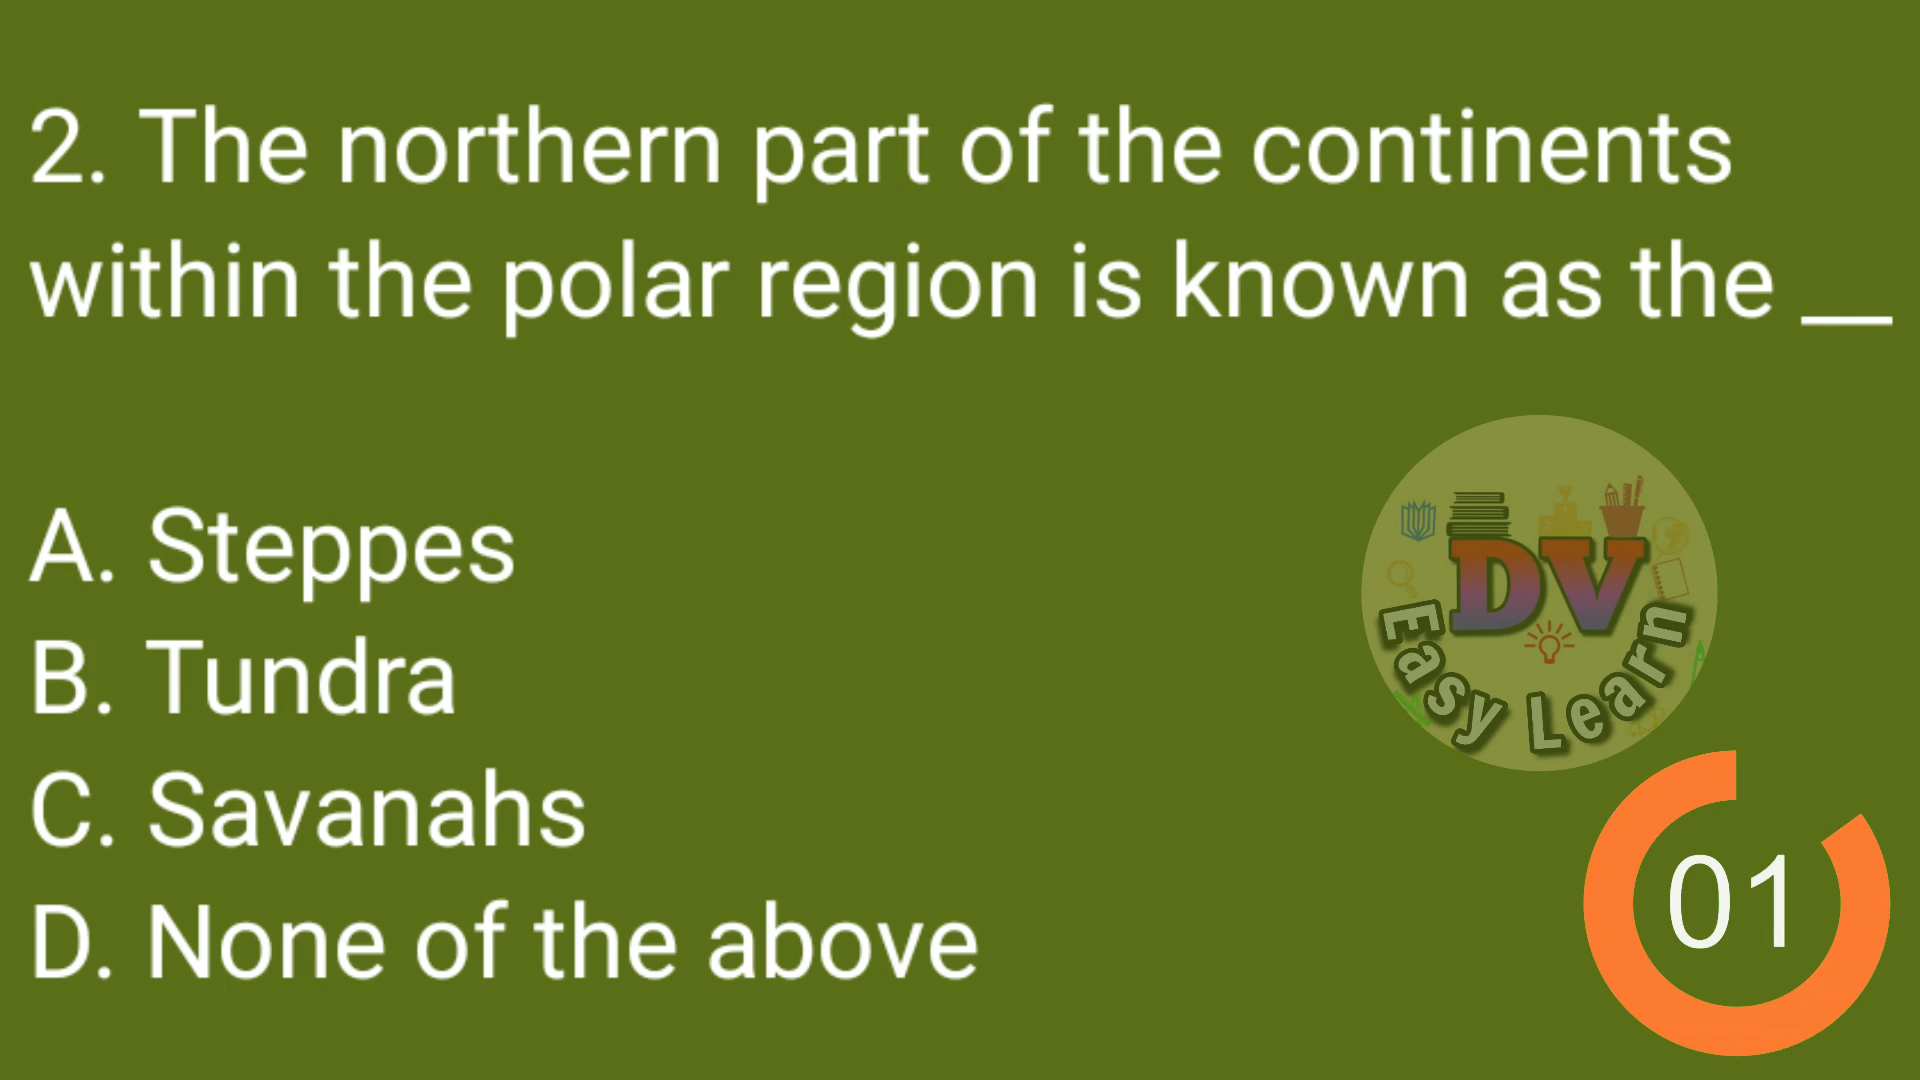 2. The northern part of the continents
within the polar region is known as the __
A. Steppes
B. Tundra
C. Savanahs
D. None of the above
DV
Easy Learn
01